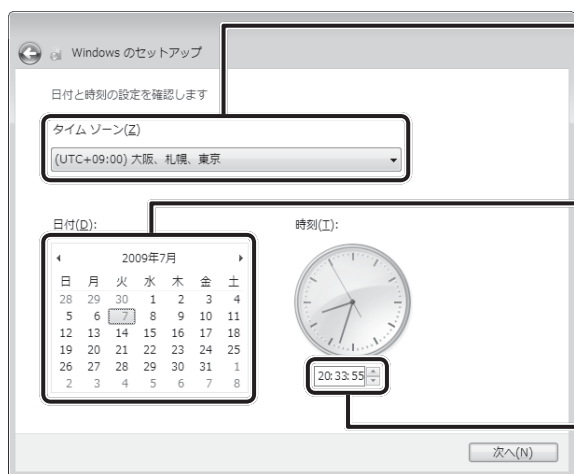 Windows のセットアップ
日付と時刻の設定を確認します
タイム ゾーン(Z)
(UTC+09:00) 大阪、札幌、東京
日付(D):
時刻(T):
2009年7月
日 月 火 水 木 金 土
28 29 30 1 2 3 4
5 6 7 8 9 10 11
12 13 14 15 16 17 18
19 20 21 22 23 24 25
26 27 28 29 30 31 1
2 3 4 5 6 7 8
20:33:55
次へ(N)